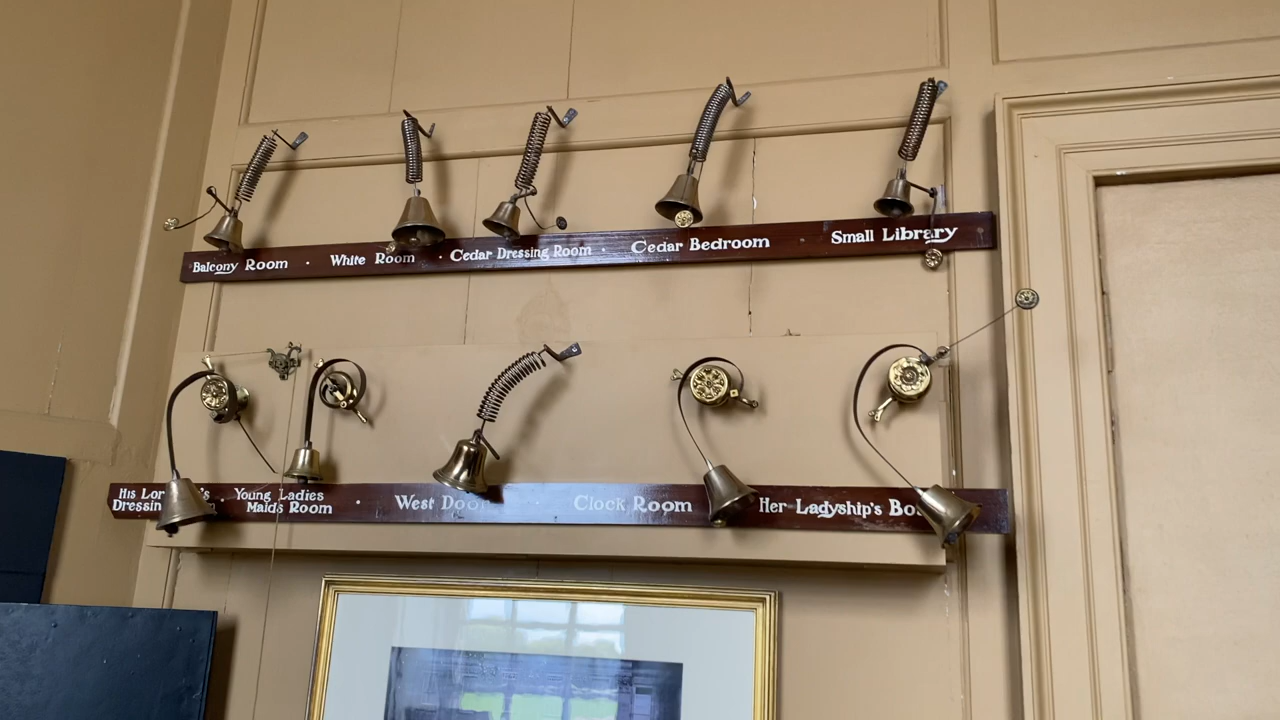 Balcony Room · White Room · Cedar Dressing Room · Cedar Bedroom Small Library
His Young Ladies · West Door · Clock Room Her Ladyship's
Maids Room